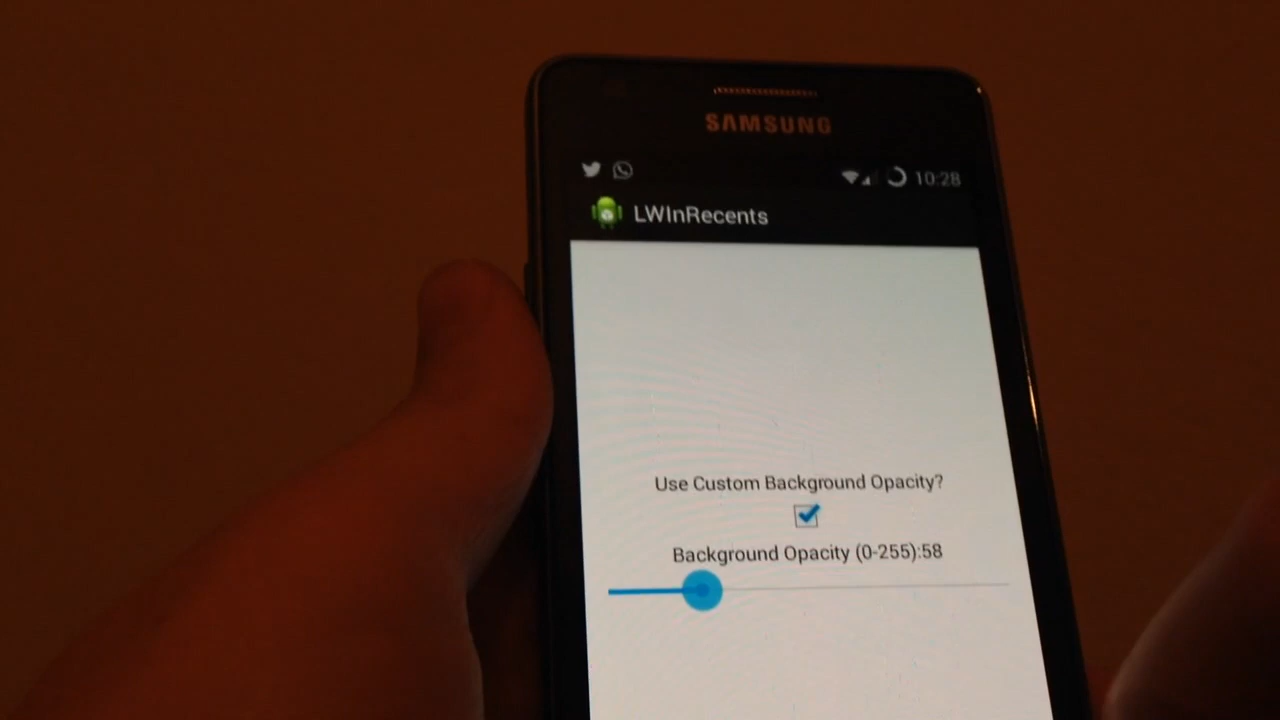 SAMSUNG
10:28
LWInRecents
Use Custom Background Opacity?
Background Opacity (0-255):58